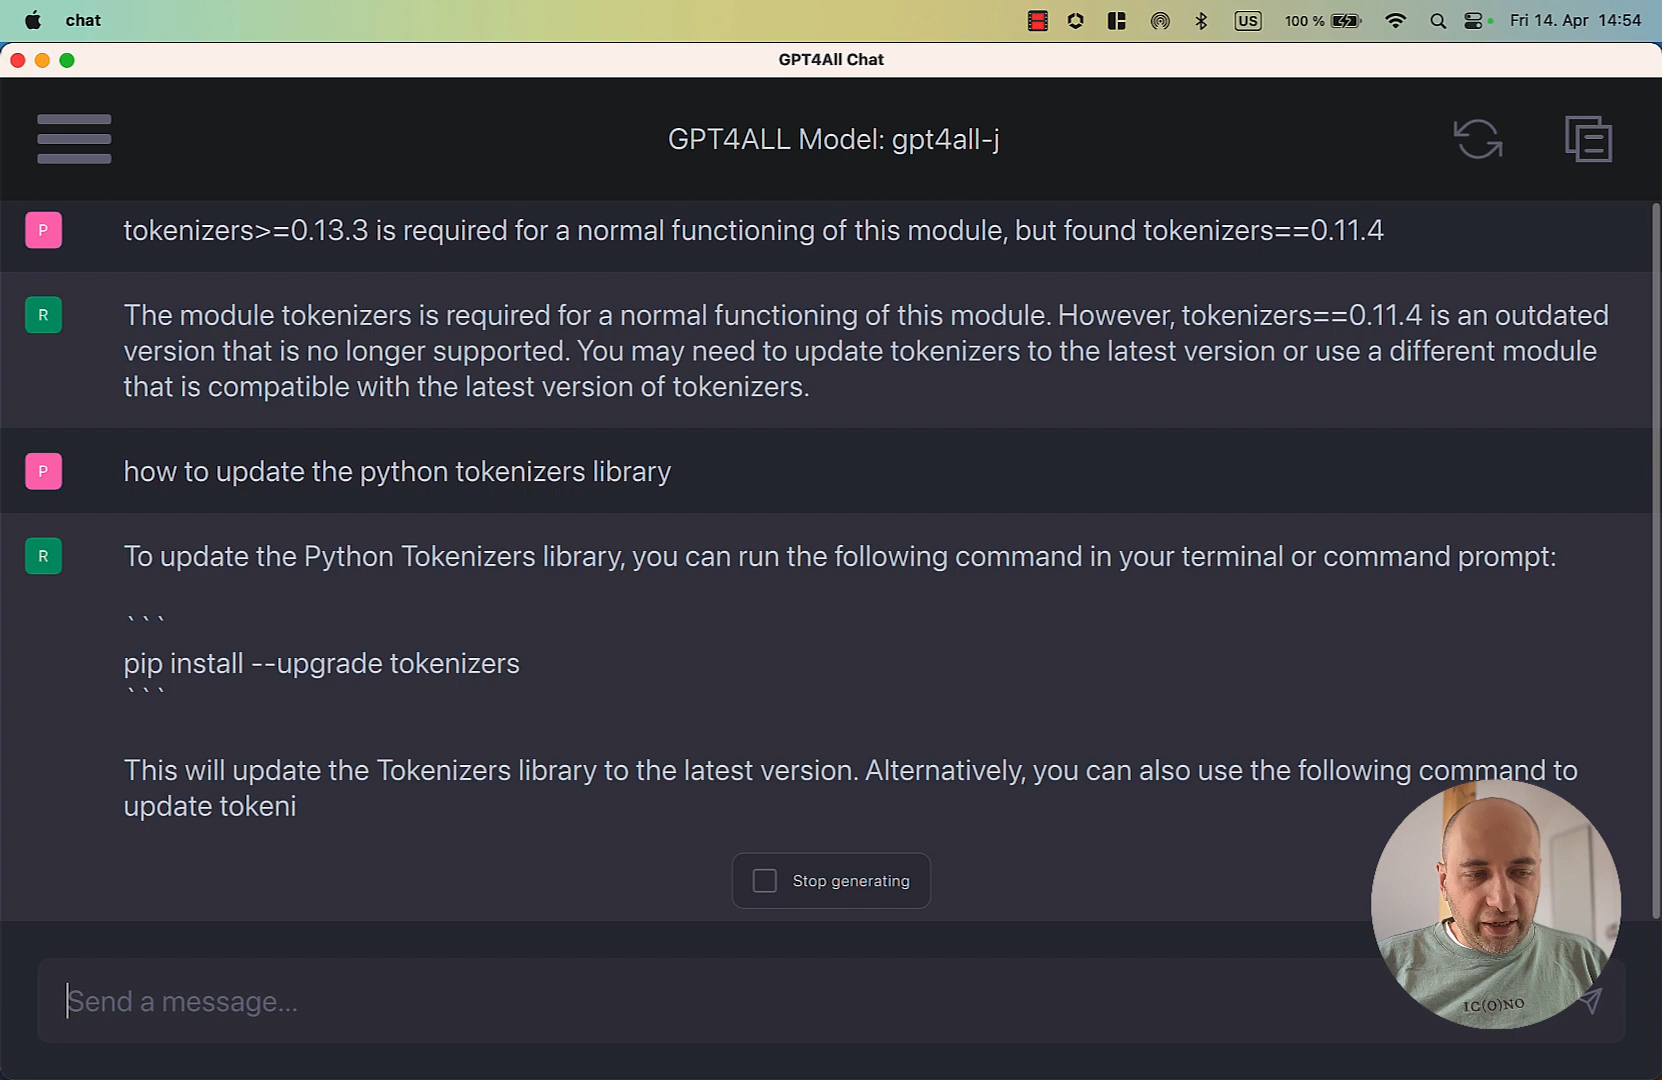 chat
US
100 %
Fri 14. Apr 14:54
GPT4All Chat
GPT4ALL Model: gpt4all-j
P
tokenizers>=0.13.3 is required for a normal functioning of this module, but found tokenizers==0.11.4
R
The module tokenizers is required for a normal functioning of this module. However, tokenizers==0.11.4 is an outdated
version that is no longer supported. You may need to update tokenizers to the latest version or use a different module
that is compatible with the latest version of tokenizers.
P
how to update the python tokenizers library
R
To update the Python Tokenizers library, you can run the following command in your terminal or command prompt:
```
pip install --upgrade tokenizers
```
This will update the Tokenizers library to the latest version. Alternatively, you can also use the following command to
update tokeni
Stop generating
Send a message...
IG(O)NO